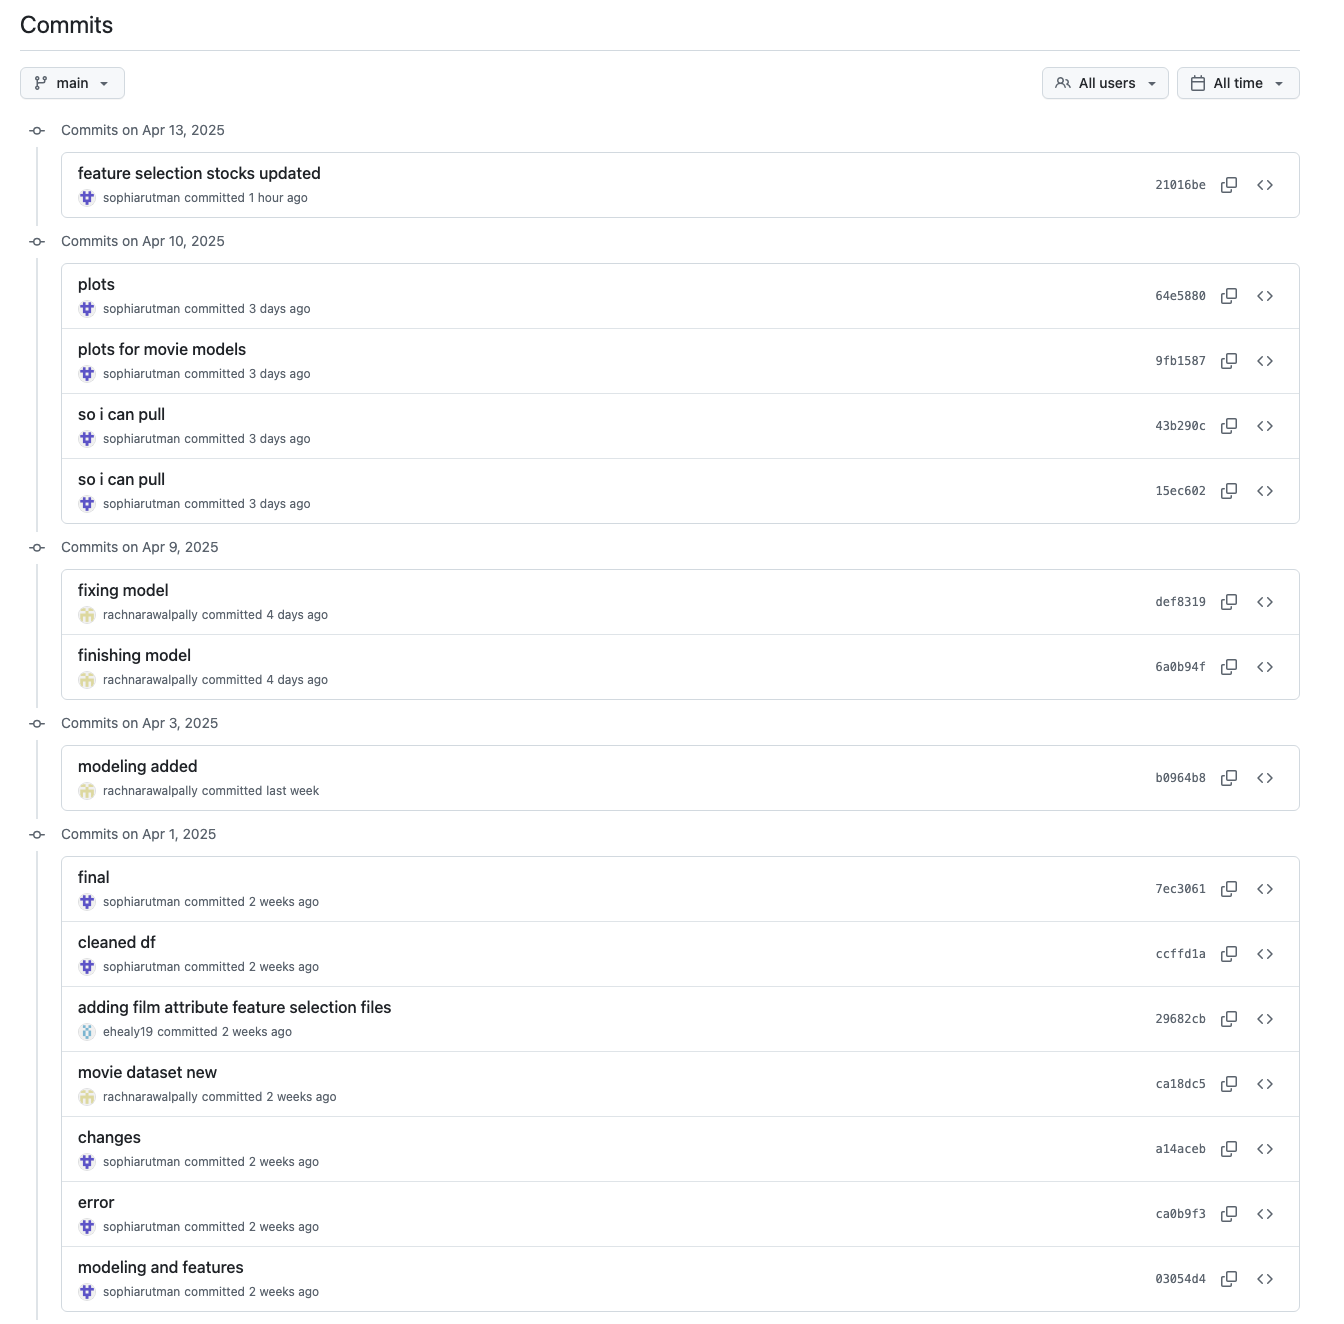 Commits
main
All users
All time
Commits on Apr 13, 2025
feature selection stocks updated
sophiarutman committed 1 hour ago
21016be
Commits on Apr 10, 2025
plots
sophiarutman committed 3 days ago
64e5880
plots for movie models
sophiarutman committed 3 days ago
9fb1587
so i can pull
sophiarutman committed 3 days ago
43b290c
so i can pull
sophiarutman committed 3 days ago
15ec602
Commits on Apr 9, 2025
fixing model
rachnarawalpally committed 4 days ago
def8319
finishing model
rachnarawalpally committed 4 days ago
6a0b94f
Commits on Apr 3, 2025
modeling added
rachnarawalpally committed last week
b0964b8
Commits on Apr 1, 2025
final
sophiarutman committed 2 weeks ago
7ec3061
cleaned df
sophiarutman committed 2 weeks ago
ccffd1a
adding film attribute feature selection files
ehealy19 committed 2 weeks ago
29682cb
movie dataset new
rachnarawalpally committed 2 weeks ago
ca18dc5
changes
sophiarutman committed 2 weeks ago
a14aceb
error
sophiarutman committed 2 weeks ago
ca0b9f3
modeling and features
sophiarutman committed 2 weeks ago
03054d4